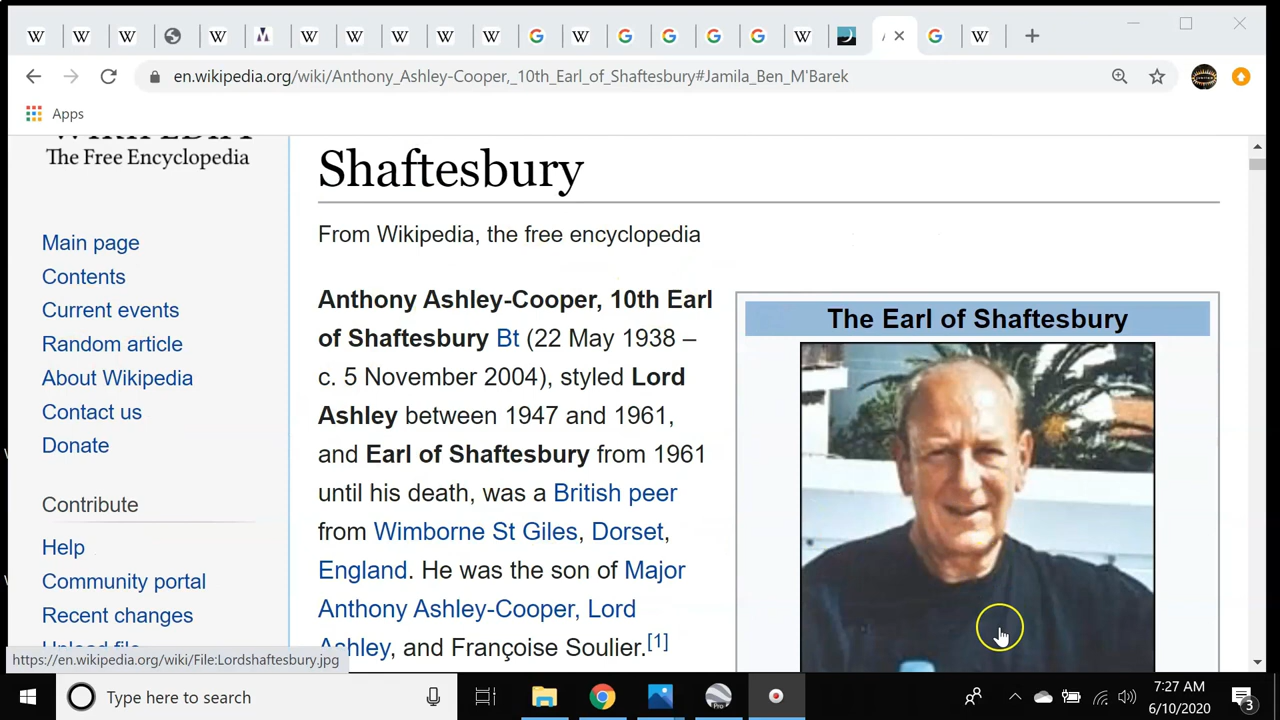 W W W W M W W W W W G W G G G G W G W
en.wikipedia.org/wiki/Anthony_Ashley-Cooper,_10th_Earl_of_Shaftesbury#Jamila_Ben_M'Barek
Apps
The Free Encyclopedia
Main page
Contents
Current events
Random article
About Wikipedia
Contact us
Donate
Contribute
Help
Community portal
Recent changes
Upload file
https://en.wikipedia.org/wiki/File:Lordshaftesbury.jpg
Shaftesbury
From Wikipedia, the free encyclopedia
Anthony Ashley-Cooper, 10th Earl
of Shaftesbury Bt (22 May 1938 –
c. 5 November 2004), styled Lord
Ashley between 1947 and 1961,
and Earl of Shaftesbury from 1961
until his death, was a British peer
from Wimborne St Giles, Dorset,
England. He was the son of Major
Anthony Ashley-Cooper, Lord
Ashley, and Françoise Soulier.[1]
The Earl of Shaftesbury
Type here to search
Pro
7:27 AM
6/10/2020
3